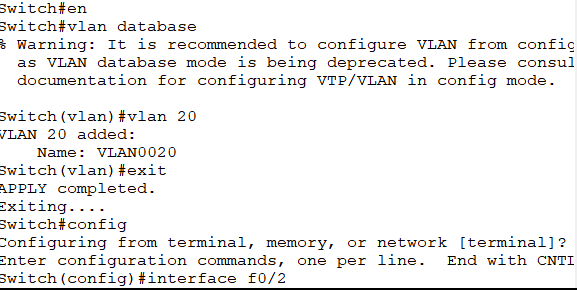 Switch#en
Switch#vlan database
% Warning: It is recommended to configure VLAN from config
as VLAN database mode is being deprecated. Please consul
documentation for configuring VTP/VLAN in config mode.
Switch(vlan)#vlan 20
VLAN 20 added:
Name: VLAN0020
Switch(vlan)#exit
APPLY completed.
Exiting....
Switch#config
Configuring from terminal, memory, or network [terminal]?
Enter configuration commands, one per line. End with CNTL
Switch(config)#interface f0/2